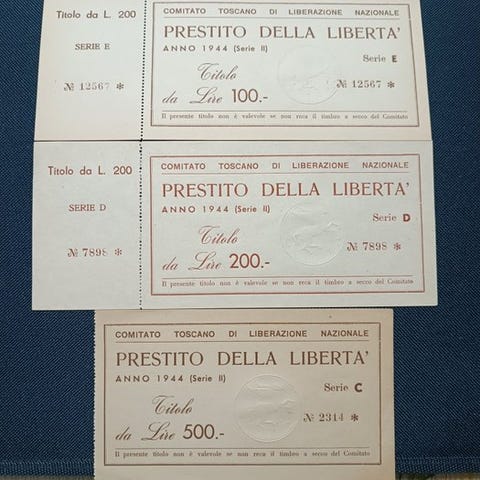 Titolo da L. 200
SERIE E
№ 12567 *
COMITATO TOSCANO DI LIBERAZIONE NAZIONALE
PRESTITO DELLA LIBERTA'
ANNO 1944 (Serie II)
Serie E
Titolo
№ 12567 *
da Lire 100.-
Il presente titolo non è valevole se non reca il timbro a secco del Comitato
Titolo da L. 200
SERIE D
№ 7898 *
COMITATO TOSCANO DI LIBERAZIONE NAZIONALE
PRESTITO DELLA LIBERTA'
ANNO 1944 (Serie II)
Serie D
Titolo
№ 7898 *
da Lire 200.-
Il presente titolo non è valevole se non reca il timbro a secco del Comitato
COMITATO TOSCANO DI LIBERAZIONE NAZIONALE
PRESTITO DELLA LIBERTA'
ANNO 1944 (Serie II)
Serie C
Titolo
№ 2314 *
da Lire 500.-
Il presente titolo non è valevole se non reca il timbro a secco del Comitato